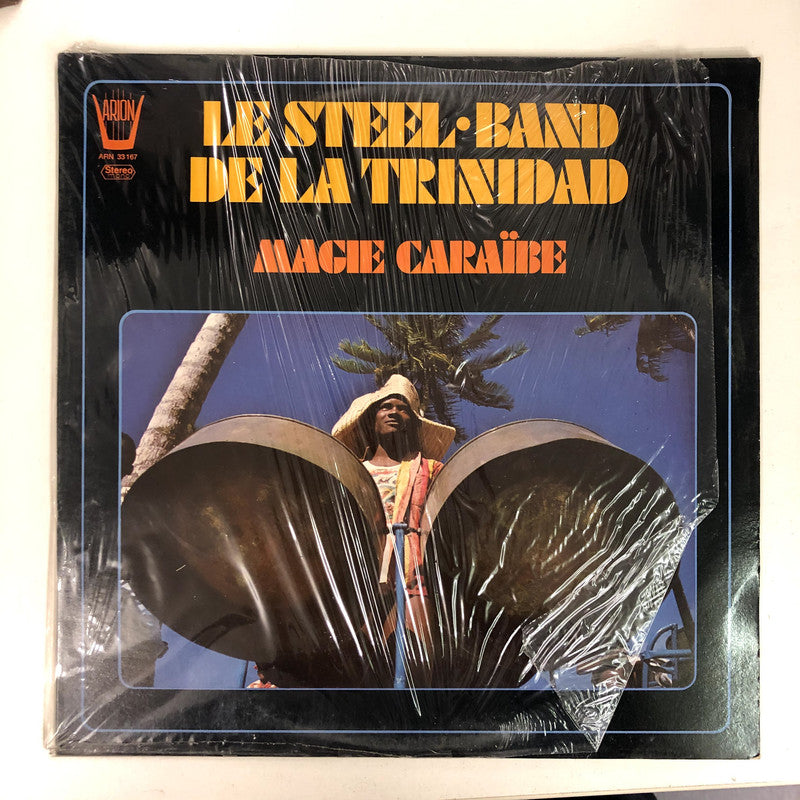 ARION
ARN 33167
Stereo
LE STEEL·BAND
DE LA TRINIDAD
MAGIE CARAÏBE